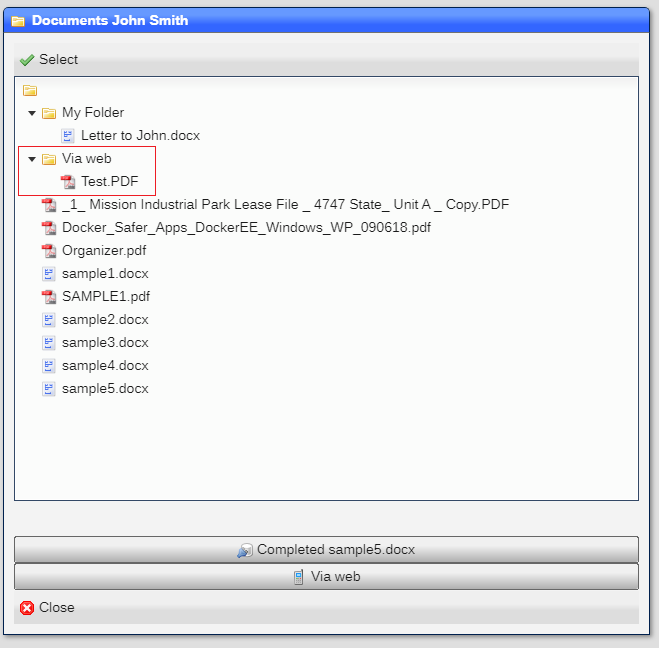 Documents John Smith
Select
My Folder
Letter to John.docx
Via web
Test.PDF
_1_ Mission Industrial Park Lease File _ 4747 State_ Unit A _ Copy.PDF
Docker_Safer_Apps_DockerEE_Windows_WP_090618.pdf
Organizer.pdf
sample1.docx
SAMPLE1.pdf
sample2.docx
sample3.docx
sample4.docx
sample5.docx
Completed sample5.docx
Via web
Close